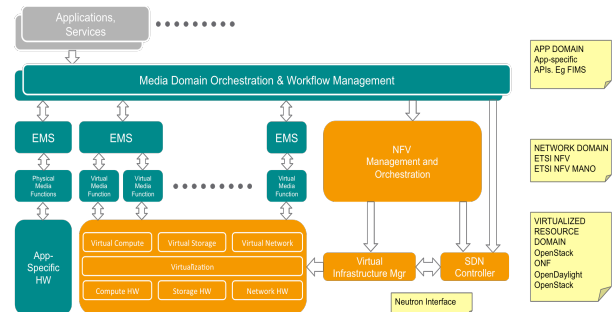 Applications,
Services
Media Domain Orchestration & Workflow Management
EMS
EMS
EMS
Physical
Media
Functions
Virtual
Media
Function
Virtual
Media
Function
Virtual
Media
Function
NFV
Management and
Orchestration
App-
Specific
HW
Virtual Compute
Virtual Storage
Virtual Network
Virtualization
Compute HW
Storage HW
Network HW
Virtual
Infrastructure Mgr
SDN
Controller
Neutron Interface
APP DOMAIN
App-specific
APIs. Eg FIMS
NETWORK DOMAIN
ETSI NFV
ETSI NFV MANO
VIRTUALIZED
RESOURCE
DOMAIN
OpenStack
ONF
OpenDaylight
OpenStack